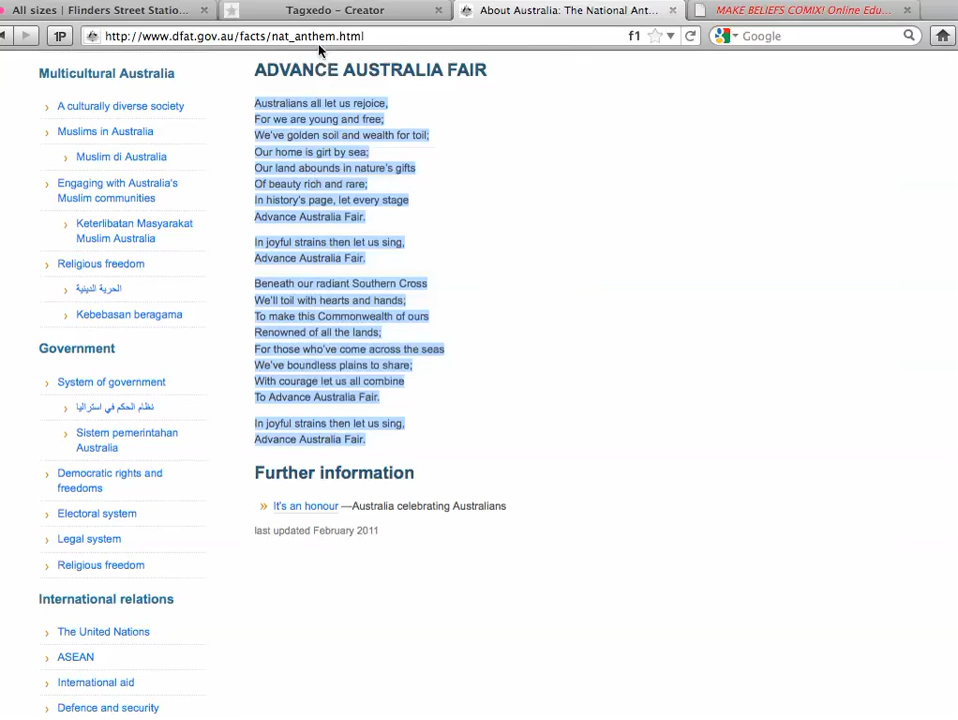 All sizes | Flinders Street Statio...
Tagxedo – Creator
About Australia: The National Ant...
MAKE BELIEFS COMIX! Online Edu...
1P
http://www.dfat.gov.au/facts/nat_anthem.html
f1
Google
Multicultural Australia
A culturally diverse society
Muslims in Australia
Muslim di Australia
Engaging with Australia's
Muslim communities
Keterlibatan Masyarakat
Muslim Australia
Religious freedom
الحرية الدينية
Kebebasan beragama
Government
System of government
نظام الحكم في استراليا
Sistem pemerintahan
Australia
Democratic rights and
freedoms
Electoral system
Legal system
Religious freedom
International relations
The United Nations
ASEAN
International aid
Defence and security
ADVANCE AUSTRALIA FAIR
Australians all let us rejoice,
For we are young and free;
We've golden soil and wealth for toil;
Our home is girt by sea;
Our land abounds in nature's gifts
Of beauty rich and rare;
In history's page, let every stage
Advance Australia Fair.
In joyful strains then let us sing,
Advance Australia Fair.
Beneath our radiant Southern Cross
We'll toil with hearts and hands;
To make this Commonwealth of ours
Renowned of all the lands;
For those who've come across the seas
We've boundless plains to share;
With courage let us all combine
To Advance Australia Fair.
In joyful strains then let us sing,
Advance Australia Fair.
Further information
It's an honour —Australia celebrating Australians
last updated February 2011